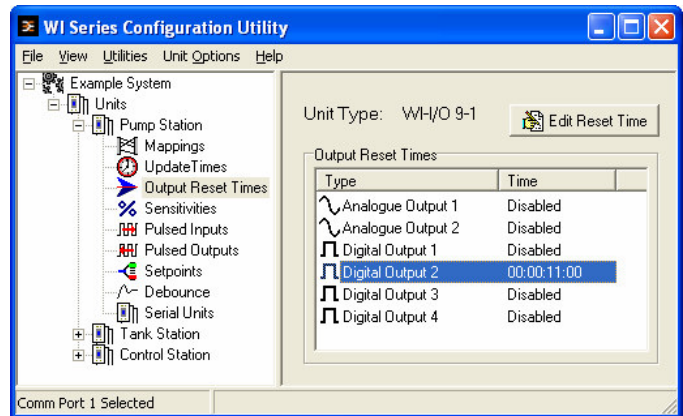 WI Series Configuration Utility
File View Utilities Unit Options Help
Example System
Units
Pump Station
Mappings
UpdateTimes
Output Reset Times
Sensitivities
Pulsed Inputs
Pulsed Outputs
Setpoints
Debounce
Serial Units
Tank Station
Control Station
Unit Type: WI-I/O 9-1
Edit Reset Time
Output Reset Times
Type Time
Analogue Output 1 Disabled
Analogue Output 2 Disabled
Digital Output 1 Disabled
Digital Output 2 00:00:11:00
Digital Output 3 Disabled
Digital Output 4 Disabled
Comm Port 1 Selected